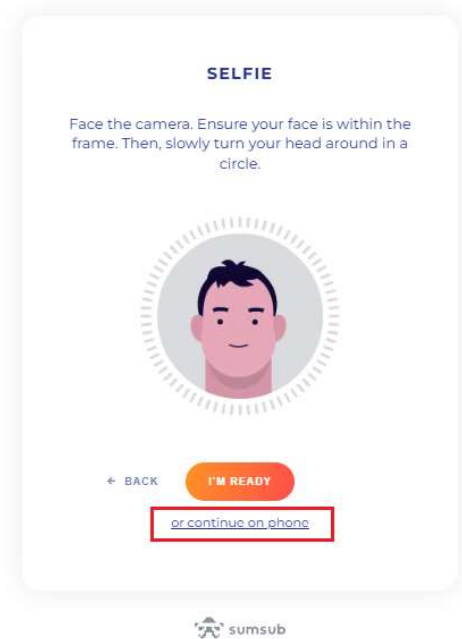 SELFIE
Face the camera. Ensure your face is within the
frame. Then, slowly turn your head around in a
circle.
← BACK
I'M READY
or continue on phone
sumsub